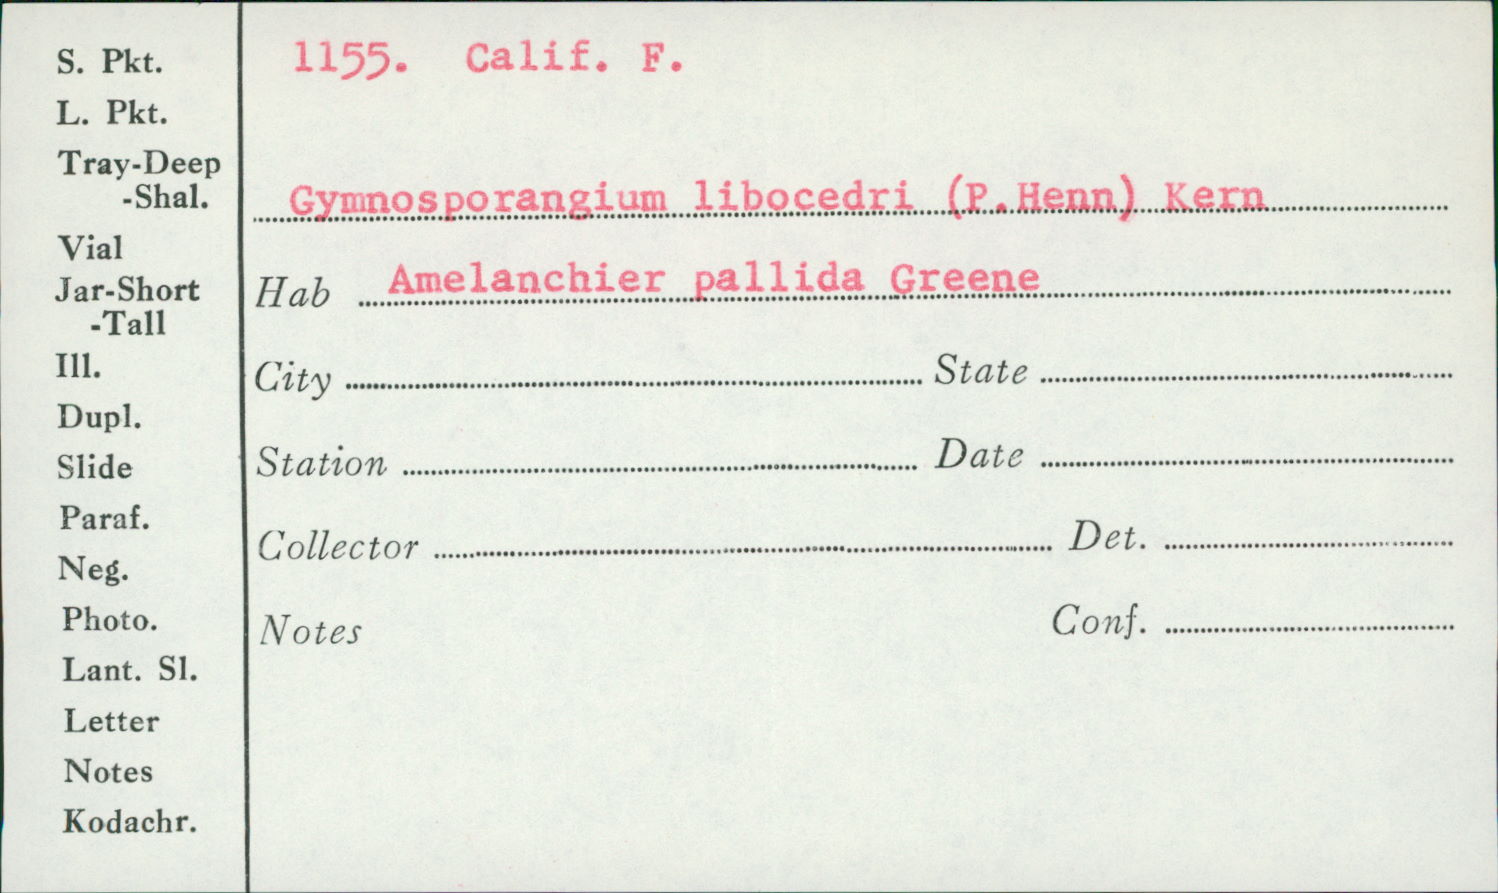 S. Pkt.
L. Pkt.
Tray-Deep
-Shal.
Vial
Jar-Short
-Tall
Ill.
Dupl.
Slide
Paraf.
Neg.
Photo.
Lant. Sl.
Letter
Notes
Kodachr.
1155. Calif. F.
Gymnosporangium libocedri (P.Henn) Kern
Hab Amelanchier pallida Greene
City State
Station Date
Collector Det.
Notes Conf.